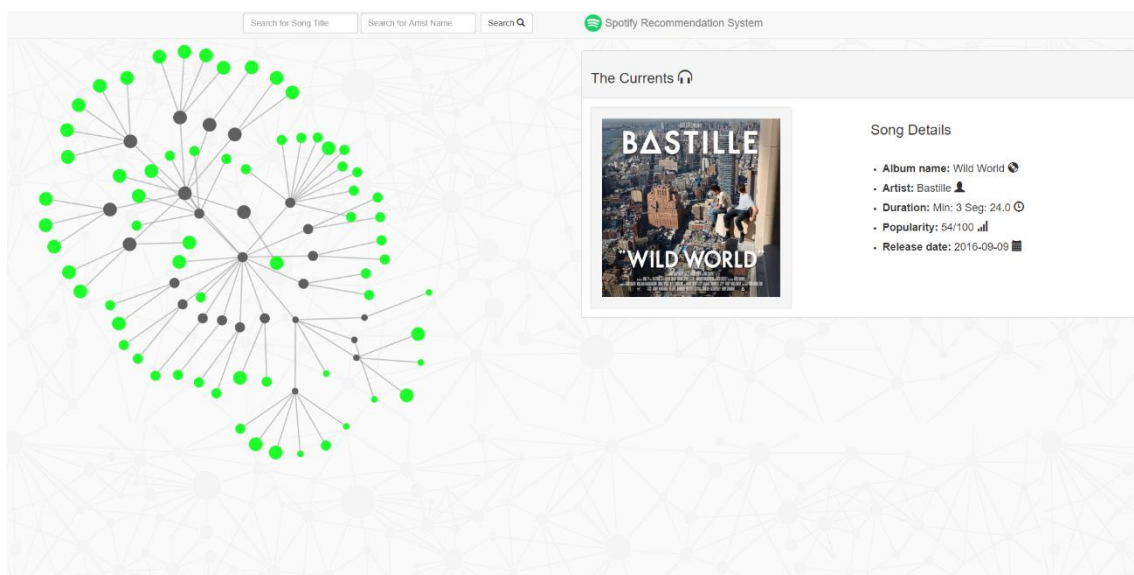 Search for Song Title
Search for Artist Name
Search
Spotify Recommendation System
The Currents
BΔSTILLE
"WILD WORLD"
Song Details
Album name: Wild World
Artist: Bastille
Duration: Min: 3 Seg: 24.0
Popularity: 54/100
Release date: 2016-09-09